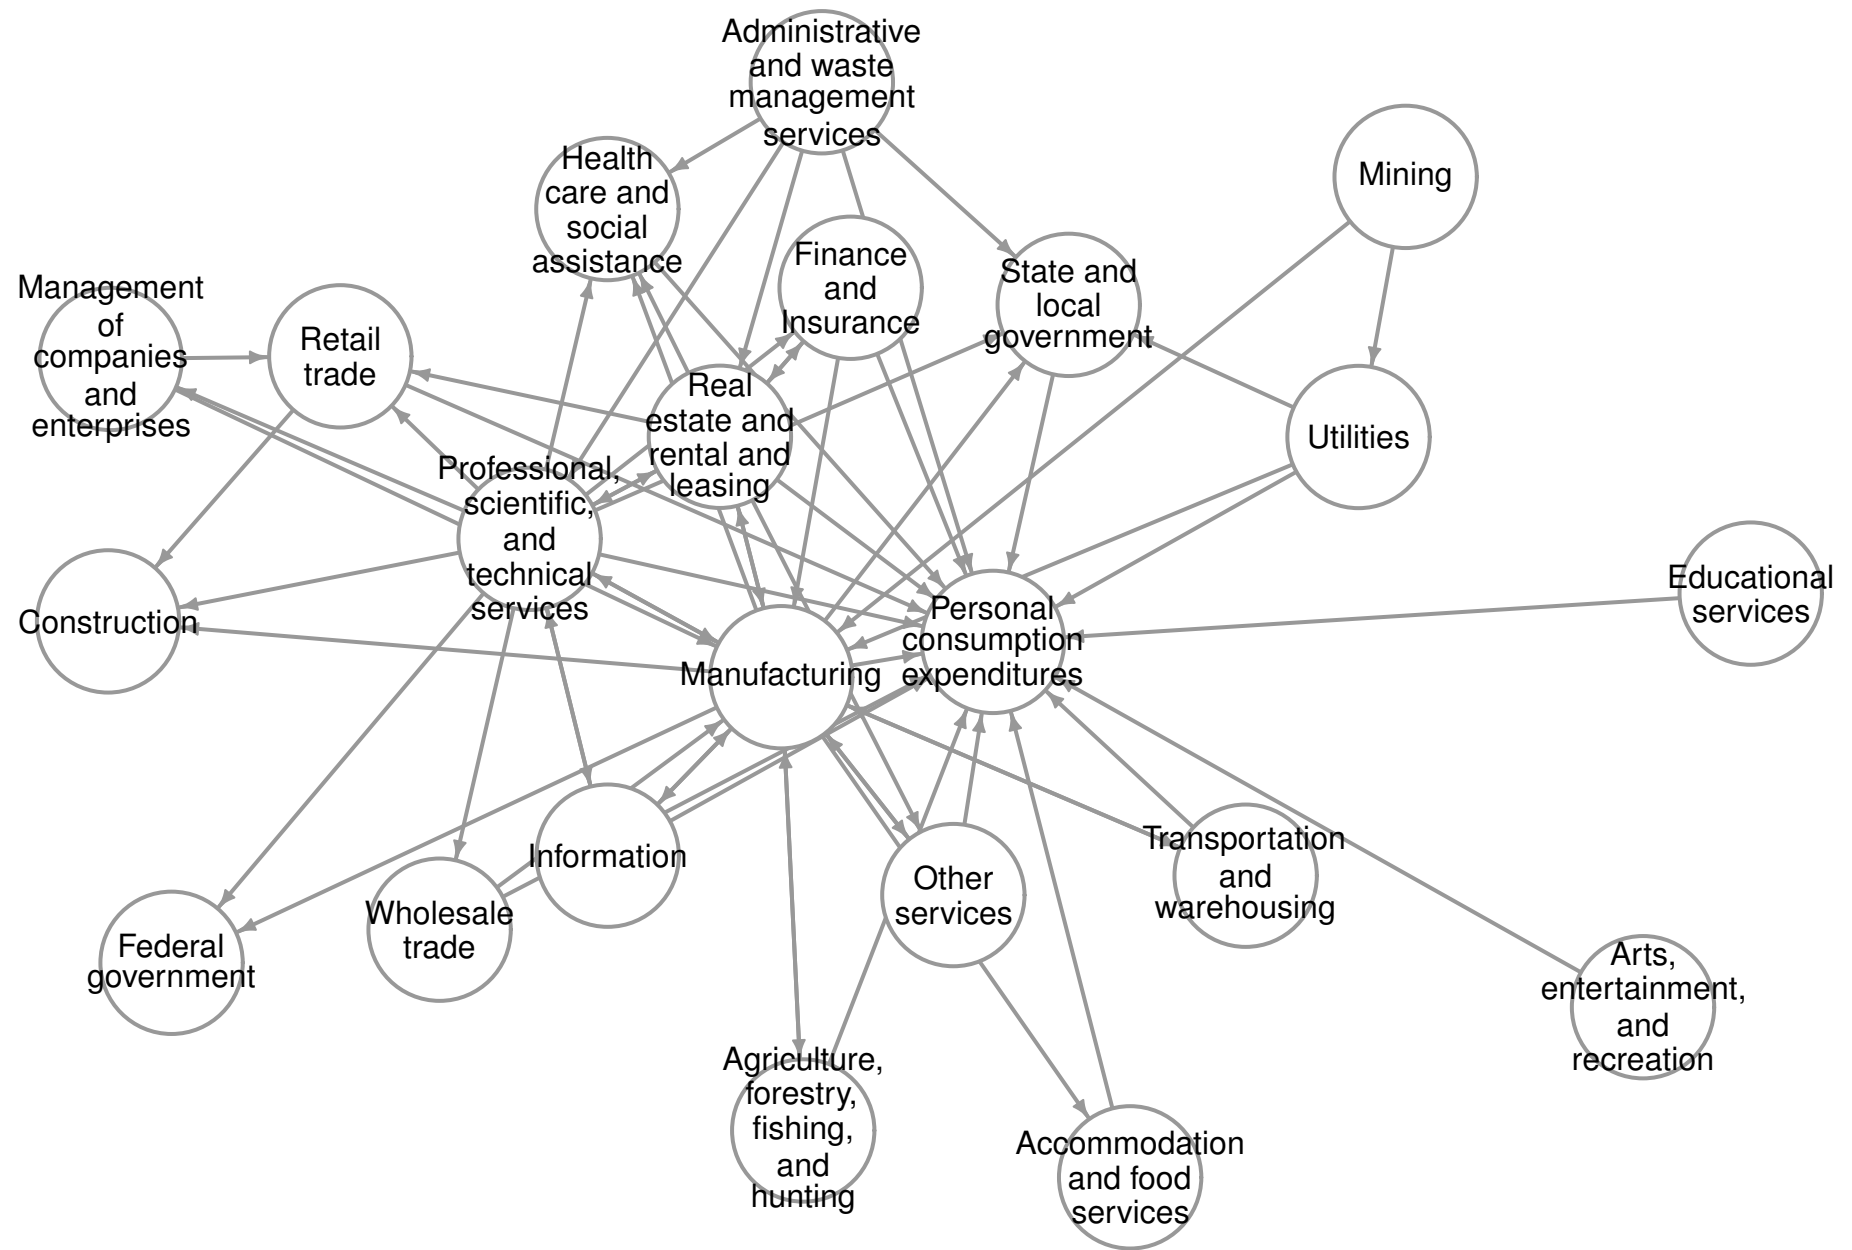 Administrative
and waste
management
services
Health
care and
social
assistance
Mining
Finance
and
Insurance
State and
local
government
Management
of
companies
and
enterprises
Retail
trade
Real
estate and
rental and
leasing
Utilities
Professional,
scientific,
and
technical
services
Construction
Educational
services
Personal
consumption
expenditures
Manufacturing
Information
Wholesale
trade
Federal
government
Other
services
Transportation
and
warehousing
Arts,
entertainment,
and
recreation
Agriculture,
forestry,
fishing,
and
hunting
Accommodation
and food
services